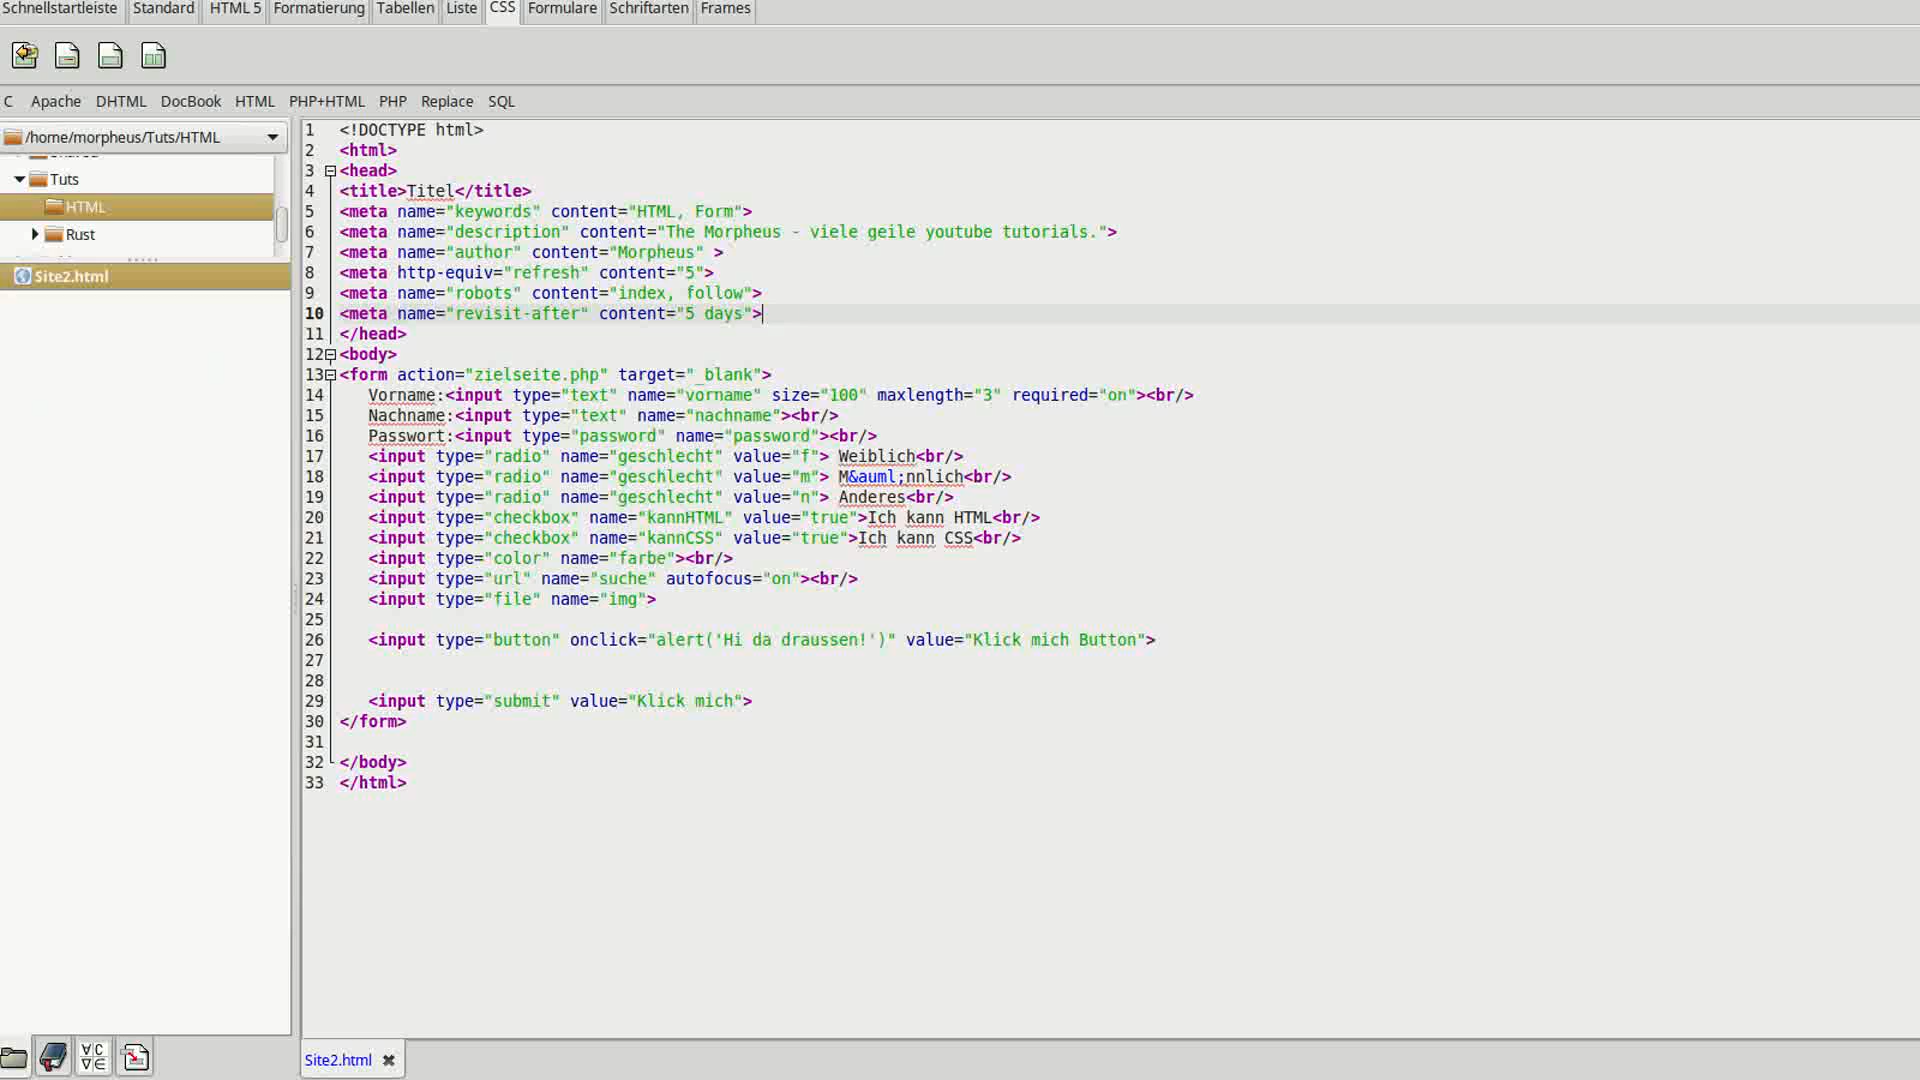 Schnellstartleiste Standard HTML 5 Formatierung Tabellen Liste CSS Formulare Schriftarten Frames
C Apache DHTML DocBook HTML PHP+HTML PHP Replace SQL
/home/morpheus/Tuts/HTML
Tuts
HTML
Rust
Site2.html
1 <!DOCTYPE html>
2 <html>
3 <head>
4 <title>Titel</title>
5 <meta name="keywords" content="HTML, Form">
6 <meta name="description" content="The Morpheus - viele geile youtube tutorials.">
7 <meta name="author" content="Morpheus" >
8 <meta http-equiv="refresh" content="5">
9 <meta name="robots" content="index, follow">
10 <meta name="revisit-after" content="5 days">
11 </head>
12 <body>
13 <form action="zielseite.php" target="_blank">
14 Vorname:<input type="text" name="vorname" size="100" maxlength="3" required="on"><br/>
15 Nachname:<input type="text" name="nachname"><br/>
16 Passwort:<input type="password" name="password"><br/>
17 <input type="radio" name="geschlecht" value="f"> Weiblich<br/>
18 <input type="radio" name="geschlecht" value="m"> M&auml;nnlich<br/>
19 <input type="radio" name="geschlecht" value="n"> Anderes<br/>
20 <input type="checkbox" name="kannHTML" value="true">Ich kann HTML<br/>
21 <input type="checkbox" name="kannCSS" value="true">Ich kann CSS<br/>
22 <input type="color" name="farbe"><br/>
23 <input type="url" name="suche" autofocus="on"><br/>
24 <input type="file" name="img">
25
26 <input type="button" onclick="alert('Hi da draussen!')" value="Klick mich Button">
27
28
29 <input type="submit" value="Klick mich">
30 </form>
31
32 </body>
33 </html>
Site2.html